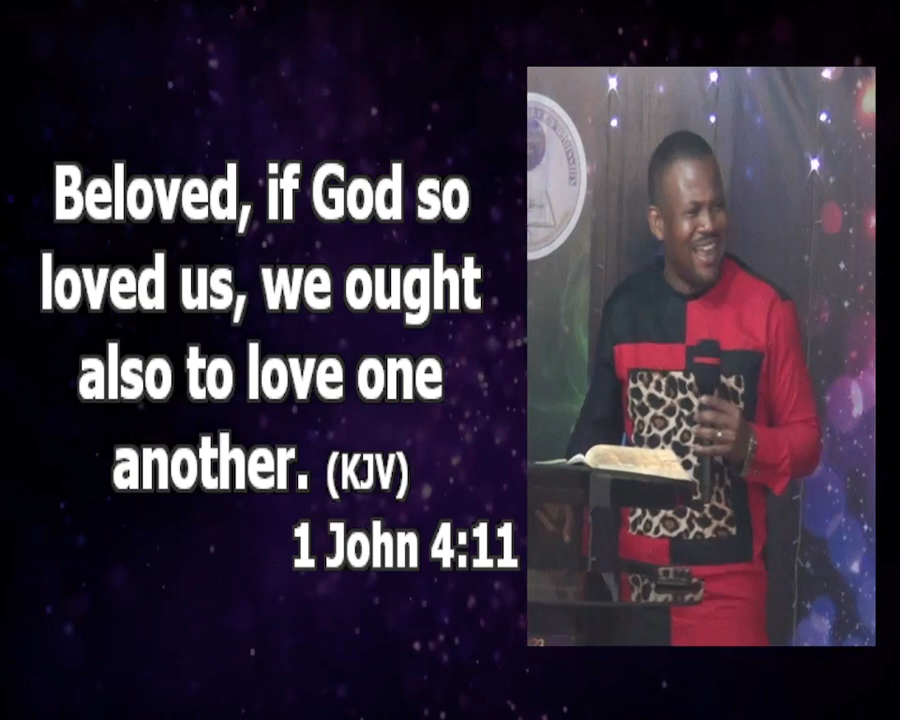 Beloved, if God so
loved us, we ought
also to love one
another. (KJV)
1 John 4:11